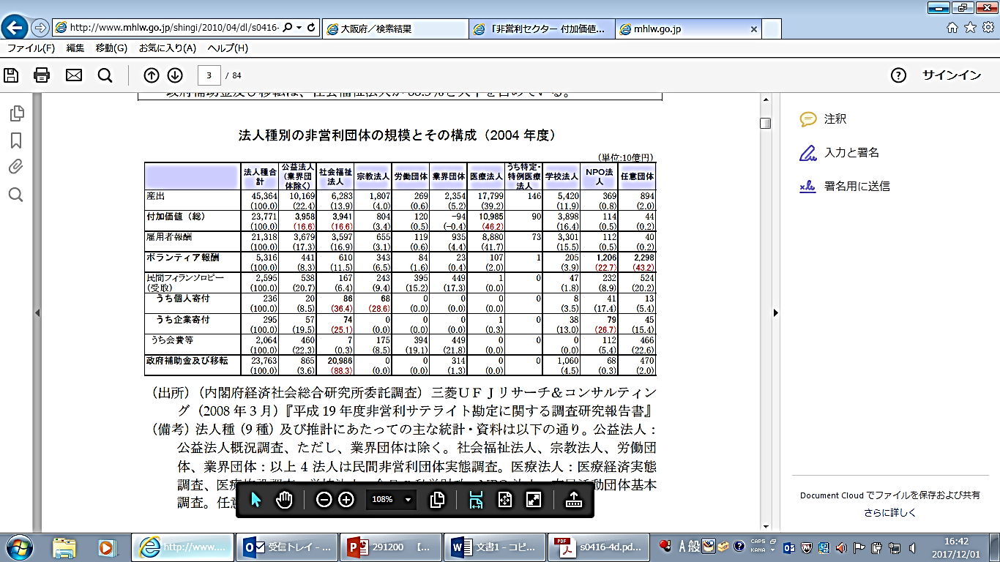 http://www.mhlw.go.jp/shingi/2010/04/dl/s0416-
大阪府／検索結果
「非営利セクター 付加価値...
mhlw.go.jp
ファイル(F) 編集 移動(G) お気に入り(A) ヘルプ(H)
3 / 84
サインイン
注釈
入力と署名
署名用に送信
法人種別の非営利団体の規模とその構成（2004 年度）
(単位:10億円)
法人種合計 公益法人(業界団体除く) 社会福祉法人 宗教法人 労働団体 業界団体 医療法人 うち特定・特例医療法人 学校法人 NPO法人 任意団体
産出 45,364 10,169 6,283 1,807 269 2,354 17,799 146 5,420 369 894
(100.0) (22.4) (13.9) (4.0) (0.6) (5.2) (39.2) (11.9) (0.8) (2.0)
付加価値（総） 23,771 3,958 3,941 804 120 -94 10,985 90 3,898 114 44
(100.0) (16.6) (16.6) (3.4) (0.5) (-0.4) (46.2) (16.4) (0.5) (0.2)
雇用者報酬 21,318 3,679 3,597 655 119 935 8,880 73 3,301 112 40
(100.0) (17.3) (16.9) (3.1) (0.6) (4.4) (41.7) (15.5) (0.5) (0.2)
ボランティア報酬 5,316 441 610 343 84 23 107 1 205 1,206 2,298
(100.0) (8.3) (11.5) (6.5) (1.6) (0.4) (2.0) (3.9) (22.7) (43.2)
民間フィランソロピー 2,595 538 167 243 395 449 1 0 47 232 524
(受取) (100.0) (20.7) (6.4) (9.4) (15.2) (17.3) (0.0) (1.8) (8.9) (20.2)
うち個人寄付 236 20 86 68 0 0 0 0 8 41 13
(100.0) (8.5) (36.4) (28.6) (0.0) (0.0) (0.0) (3.5) (17.4) (5.4)
うち企業寄付 295 57 74 0 0 0 1 0 38 79 45
(100.0) (19.5) (25.1) (0.0) (0.0) (0.0) (0.3) (13.0) (26.7) (15.4)
うち会費等 2,064 460 7 175 394 449 0 0 0 112 466
(100.0) (22.3) (0.3) (8.5) (19.1) (21.8) (0.0) (0.0) (5.4) (22.6)
政府補助金及び移転 23,763 865 20,986 0 0 314 0 0 1,060 68 470
(100.0) (3.6) (88.3) (0.0) (0.0) (1.3) (0.0) (4.5) (0.3) (2.0)
（出所）（内閣府経済社会総合研究所委託調査）三菱ＵＦＪリサーチ＆コンサルティン
グ（2008 年 3 月）『平成 19 年度非営利サテライト勘定に関する調査研究報告書』
（備考）法人種（9 種）及び推計にあたっての主な統計・資料は以下の通り。公益法人：
公益法人概況調査、ただし、業界団体は除く。社会福祉法人、宗教法人、労働団
体、業界団体：以上 4 法人は民間非営利団体実態調査。医療法人：医療経済実態
調査、医療
動団体基本
調査。任意
108%
Document Cloud でファイルを保存および共有
さらに詳しく
http://www....
受信トレイ - ...
291200 【...
文書1 - コピ...
s0416-4d.pd...
A 般
CAPS
KANA
16:42
2017/12/01